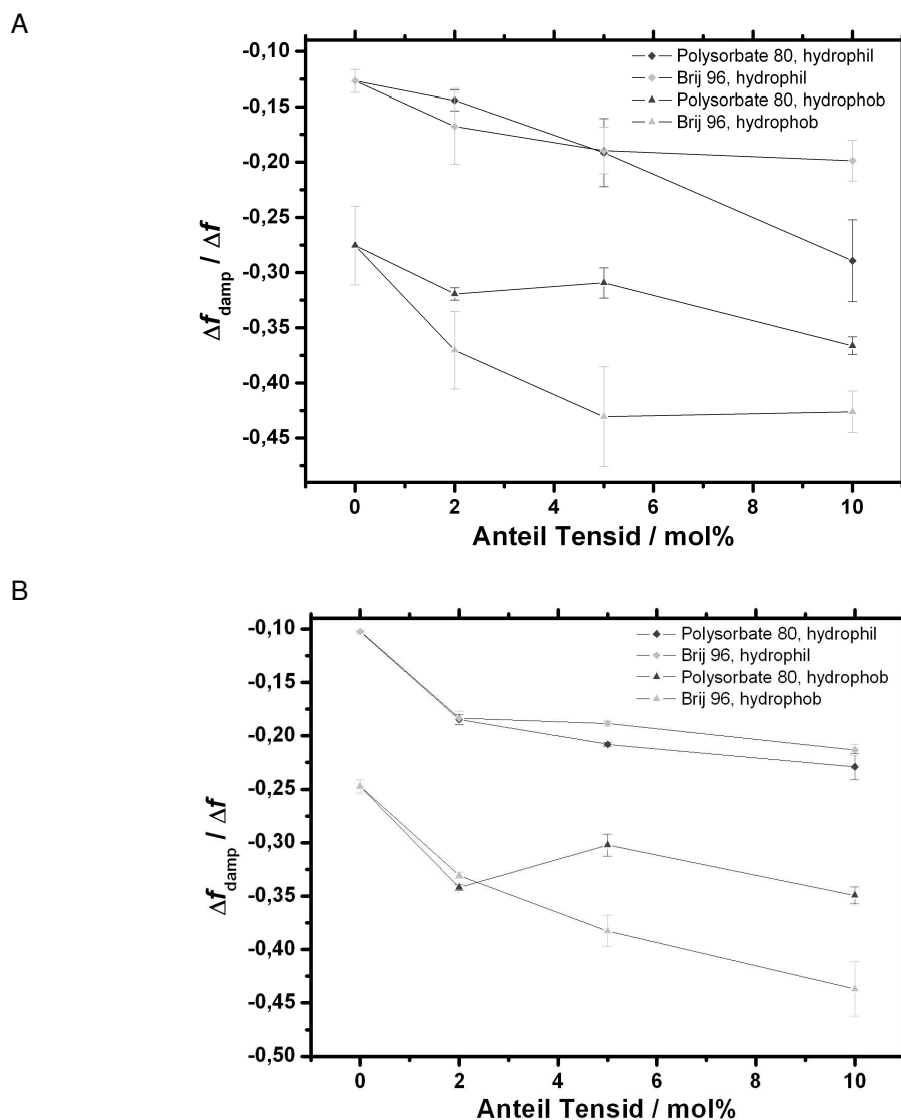 A
-0,10
-0,15
-0,20
-0,25
-0,30
-0,35
-0,40
-0,45
Δf damp / Δf
Polysorbate 80, hydrophil
Brij 96, hydrophil
Polysorbate 80, hydrophob
Brij 96, hydrophob
0 2 4 6 8 10
Anteil Tensid / mol%
B
-0,10
-0,15
-0,20
-0,25
-0,30
-0,35
-0,40
-0,45
-0,50
Δf damp / Δf
Polysorbate 80, hydrophil
Brij 96, hydrophil
Polysorbate 80, hydrophob
Brij 96, hydrophob
0 2 4 6 8 10
Anteil Tensid / mol%